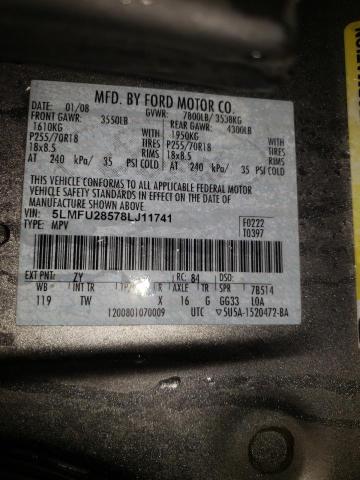 MFD. BY FORD MOTOR CO.
DATE: 01/08 GVWR: 7800LB/ 3538KG
FRONT GAWR: 3550LB REAR GAWR: 4300LB
1610KG WITH 1950KG WITH
P255/70R18 TIRES P255/70R18 TIRES
18x8.5 RIMS 18x8.5 RIMS
AT 240 kPa/ 35 PSI COLD AT 240 kPa/ 35 PSI COLD
THIS VEHICLE CONFORMS TO ALL APPLICABLE FEDERAL MOTOR
VEHICLE SAFETY STANDARDS IN EFFECT ON THE DATE OF
MANUFACTURE SHOWN ABOVE.
VIN: 5LMFU28578LJ11741
TYPE: MPV
F0222
T0397
EXT PNT: ZY RC: 84 DSO:
WB INT TR R AXLE TR SPR 7B514
119 TW X 16 G GG33 LOA
1200801070009 UTC 5U5A-1520472-BA